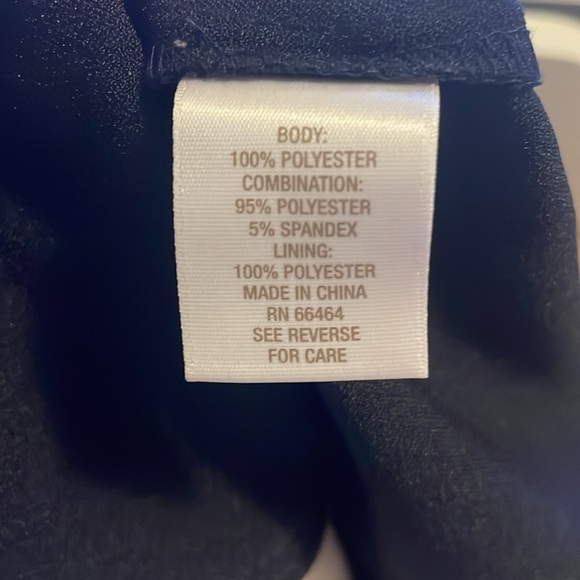 BODY:
100% POLYESTER
COMBINATION:
95% POLYESTER
5% SPANDEX
LINING:
100% POLYESTER
MADE IN CHINA
RN 66464
SEE REVERSE
FOR CARE